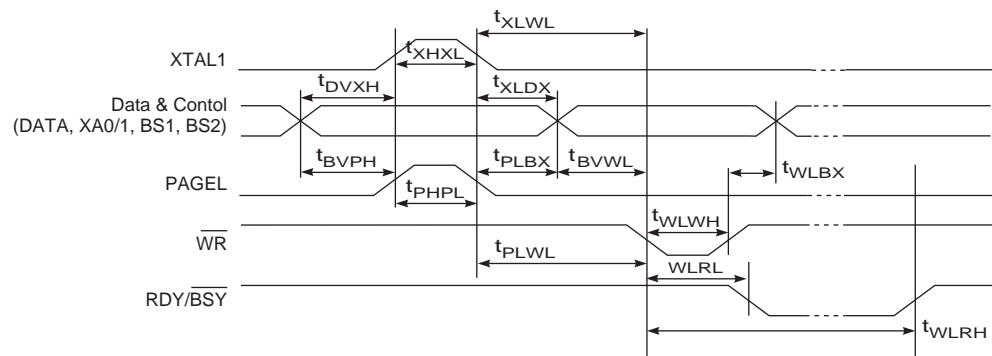 tXLWL
XTAL1
tXHXL
tDVXH
tXLDX
Data & Contol
(DATA, XA0/1, BS1, BS2)
tBVPH
tPLBX
tBVWL
tWLBX
PAGEL
tPHPL
tWLWH
WR
tPLWL
WLRL
RDY/BSY
tWLRH